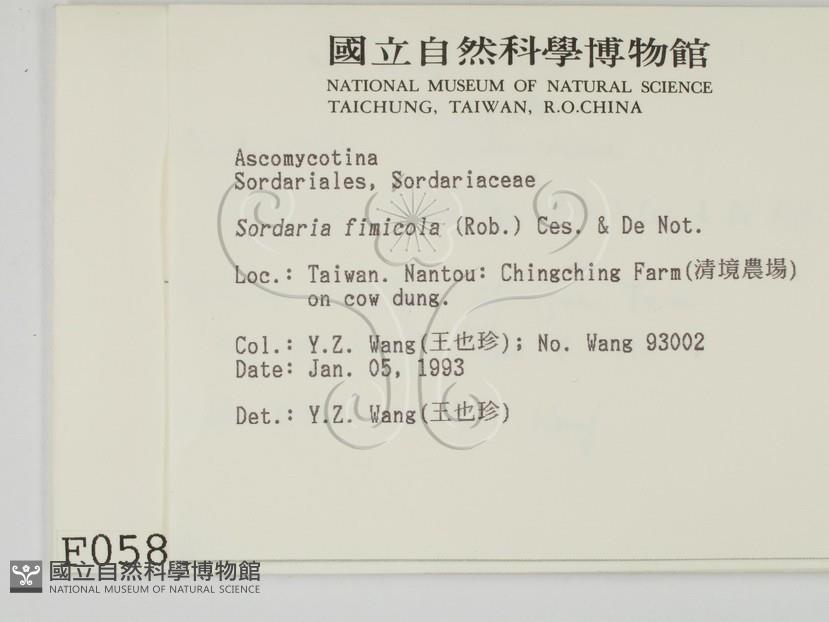 國立自然科學博物館
NATIONAL MUSEUM OF NATURAL SCIENCE
TAICHUNG, TAIWAN, R.O.CHINA
Ascomycotina
Sordariales, Sordariaceae
Sordaria fimicola (Rob.) Ces. & De Not.
Loc.: Taiwan. Nantou: Chingching Farm(清境農場)
on cow dung.
Col.: Y.Z. Wang(王也珍); No. Wang 93002
Date: Jan. 05, 1993
Det.: Y.Z. Wang(王也珍)
F058
國立自然科學博物館
NATIONAL MUSEUM OF NATURAL SCIENCE